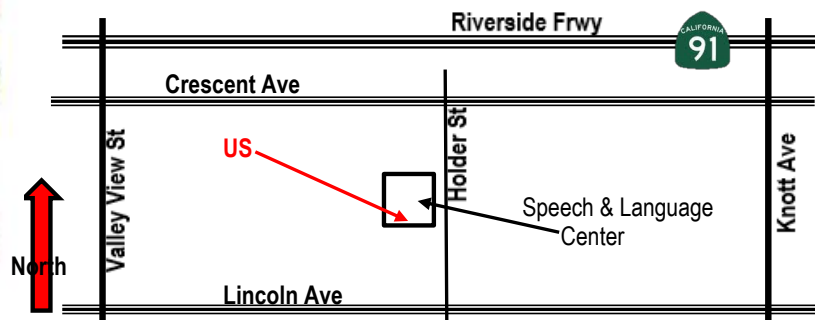 Riverside Frwy
CALIFORNIA
91
Crescent Ave
Valley View St
US
Holder St
Knott Ave
Speech & Language
Center
North
Lincoln Ave